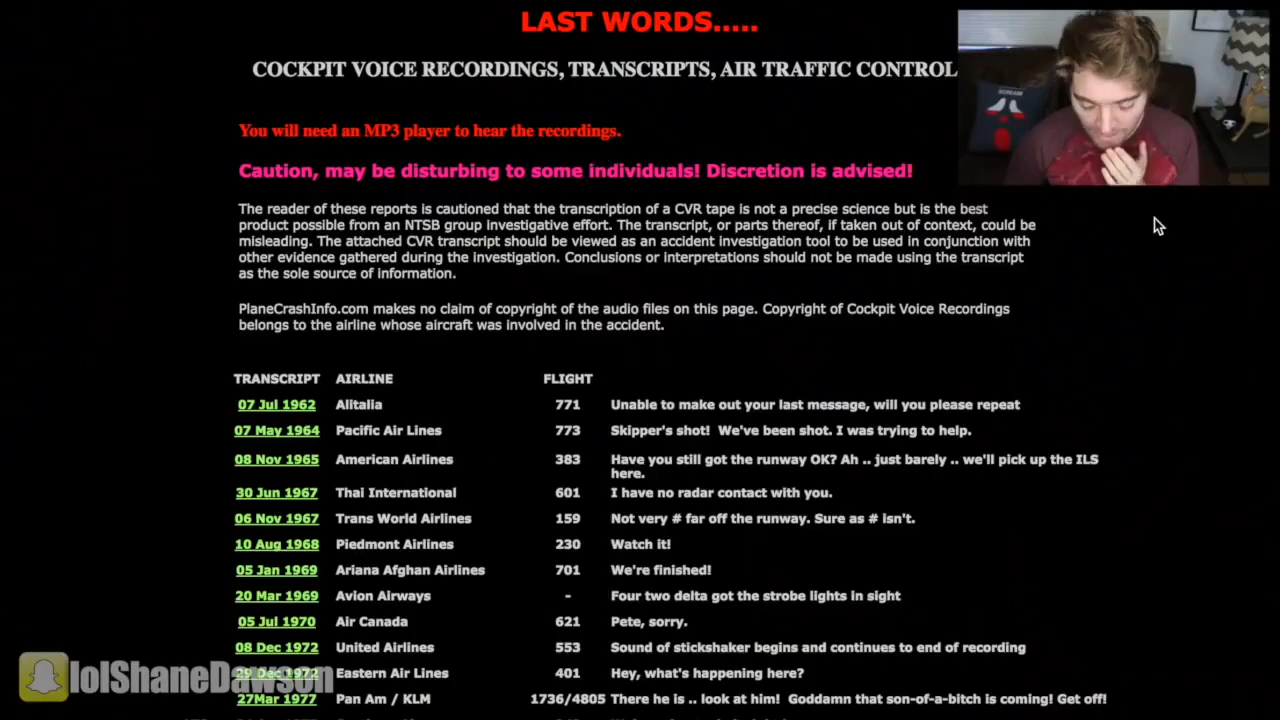 LAST WORDS.....
COCKPIT VOICE RECORDINGS, TRANSCRIPTS, AIR TRAFFIC CONTROL
SCREAM!
You will need an MP3 player to hear the recordings.
Caution, may be disturbing to some individuals! Discretion is advised!
The reader of these reports is cautioned that the transcription of a CVR tape is not a precise science but is the best
product possible from an NTSB group investigative effort. The transcript, or parts thereof, if taken out of context, could be
misleading. The attached CVR transcript should be viewed as an accident investigation tool to be used in conjunction with
other evidence gathered during the investigation. Conclusions or interpretations should not be made using the transcript
as the sole source of information.
PlaneCrashInfo.com makes no claim of copyright of the audio files on this page. Copyright of Cockpit Voice Recordings
belongs to the airline whose aircraft was involved in the accident.
TRANSCRIPT AIRLINE FLIGHT
07 Jul 1962 Alitalia 771 Unable to make out your last message, will you please repeat
07 May 1964 Pacific Air Lines 773 Skipper's shot! We've been shot. I was trying to help.
08 Nov 1965 American Airlines 383 Have you still got the runway OK? Ah .. just barely .. we'll pick up the ILS
here.
30 Jun 1967 Thai International 601 I have no radar contact with you.
06 Nov 1967 Trans World Airlines 159 Not very # far off the runway. Sure as # isn't.
10 Aug 1968 Piedmont Airlines 230 Watch it!
05 Jan 1969 Ariana Afghan Airlines 701 We're finished!
20 Mar 1969 Avion Airways - Four two delta got the strobe lights in sight
05 Jul 1970 Air Canada 621 Pete, sorry.
08 Dec 1972 United Airlines 553 Sound of stickshaker begins and continues to end of recording
29 Dec 1972 Eastern Air Lines 401 Hey, what's happening here?
lolShaneDawson
27Mar 1977 Pan Am / KLM 1736/4805 There he is .. look at him! Goddamn that son-of-a-bitch is coming! Get off!